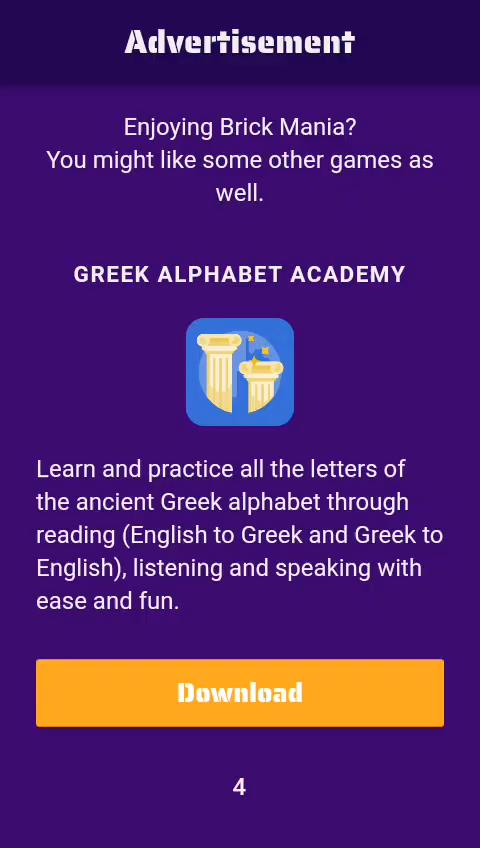 Advertisement
Enjoying Brick Mania?
You might like some other games as
well.
GREEK ALPHABET ACADEMY
Learn and practice all the letters of
the ancient Greek alphabet through
reading (English to Greek and Greek to
English), listening and speaking with
ease and fun.
Download
4